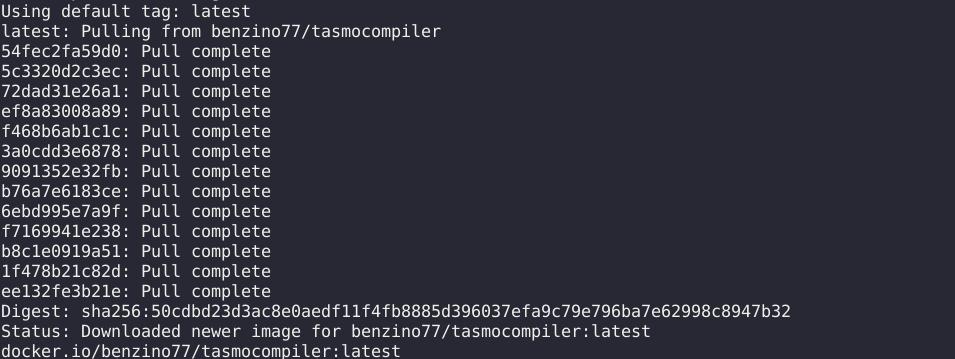 Using default tag: latest
latest: Pulling from benzino77/tasmocompiler
54fec2fa59d0: Pull complete
5c3320d2c3ec: Pull complete
72dad31e26a1: Pull complete
ef8a83008a89: Pull complete
f468b6ab1c1c: Pull complete
3a0cdd3e6878: Pull complete
9091352e32fb: Pull complete
b76a7e6183ce: Pull complete
6ebd995e7a9f: Pull complete
f7169941e238: Pull complete
b8c1e0919a51: Pull complete
1f478b21c82d: Pull complete
ee132fe3b21e: Pull complete
Digest: sha256:50cdbd23d3ac8e0aedf11f4fb8885d396037efa9c79e796ba7e62998c8947b32
Status: Downloaded newer image for benzino77/tasmocompiler:latest
docker.io/benzino77/tasmocompiler:latest